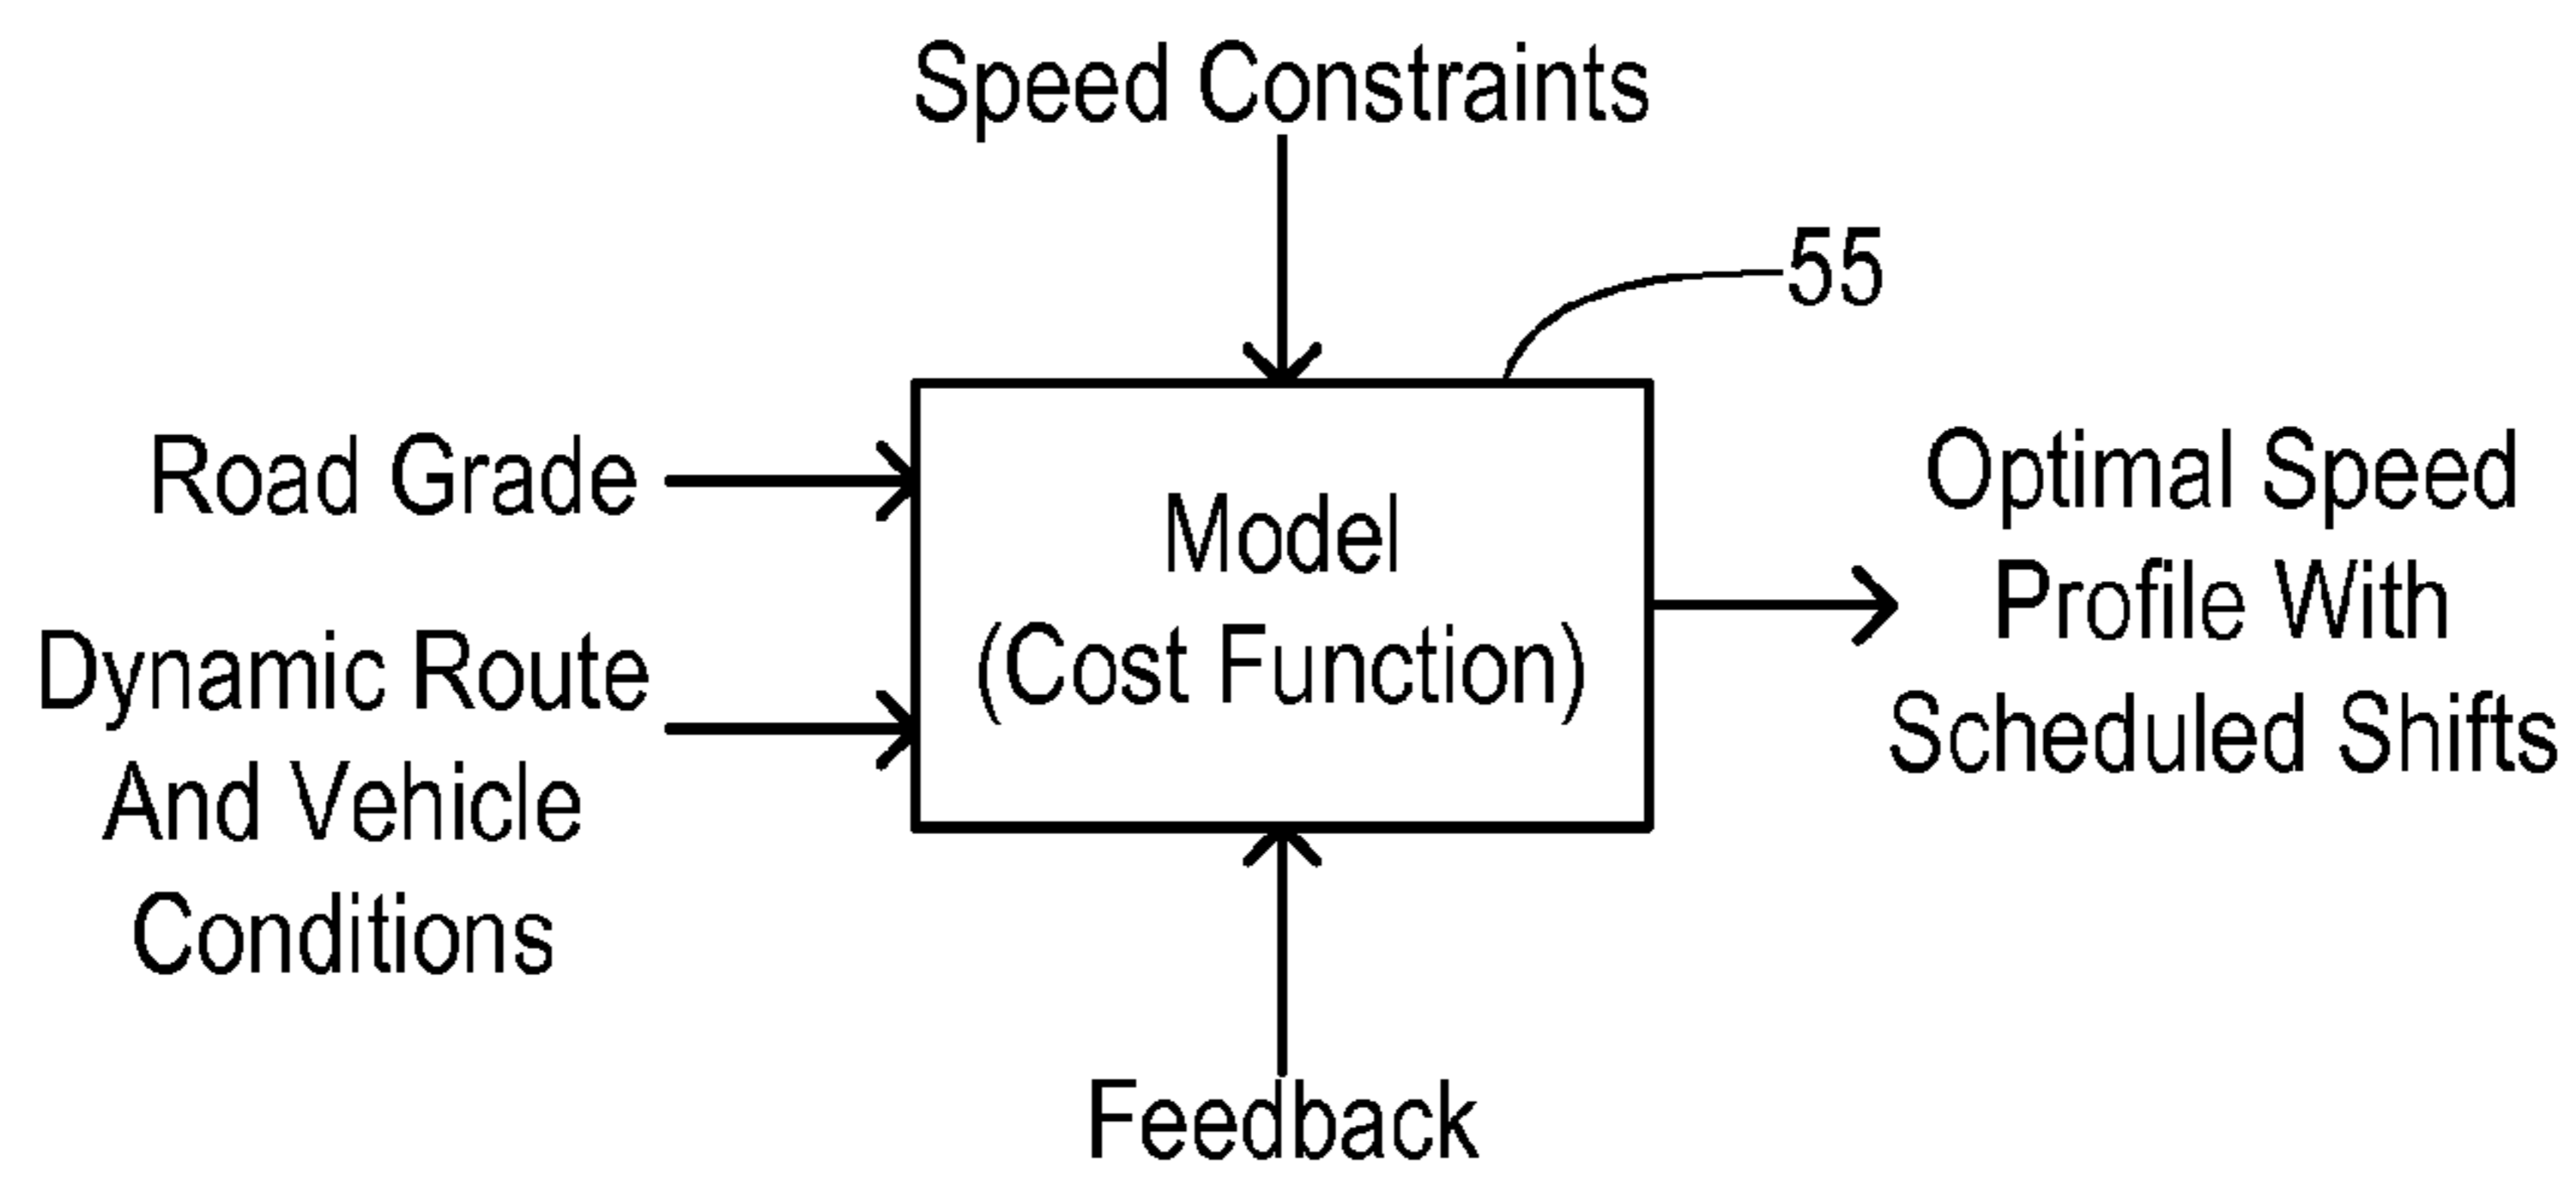 Speed Constraints
55
Road Grade
Dynamic Route
And Vehicle
Conditions
Model
(Cost Function)
Optimal Speed
Profile With
Scheduled Shifts
Feedback